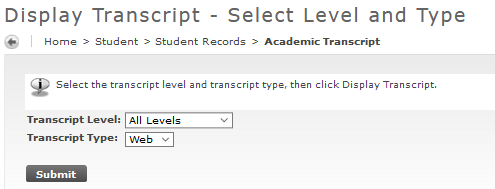 Display Transcript - Select Level and Type
Home > Student > Student Records > Academic Transcript
Select the transcript level and transcript type, then click Display Transcript.
Transcript Level: All Levels
Transcript Type: Web
Submit